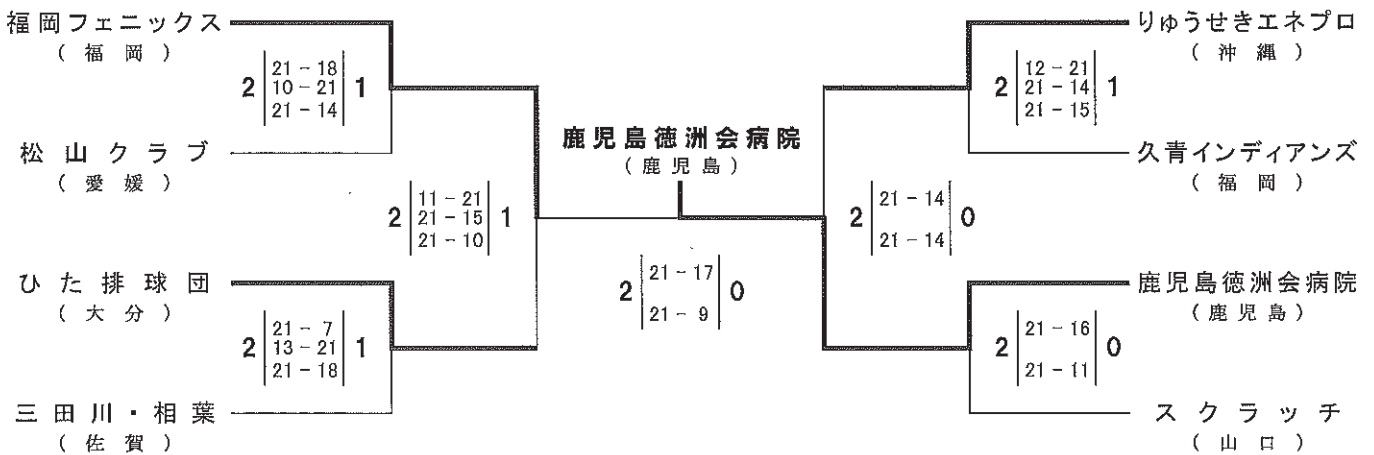 福岡フェニックス
(福岡)
2 21-18 1
10-21
21-14
松山クラブ
(愛媛)
2 11-21 1
21-15
21-10
ひた排球団
(大分)
2 21-7 1
13-21
21-18
三田川・相葉
(佐賀)
鹿児島徳洲会病院
(鹿児島)
2 21-17 0
21-9
りゅうせきエネプロ
(沖縄)
2 12-21 1
21-14
21-15
久青インディアンズ
(福岡)
2 21-14 0
21-14
鹿児島徳洲会病院
(鹿児島)
2 21-16 0
21-11
スクラッチ
(山口)